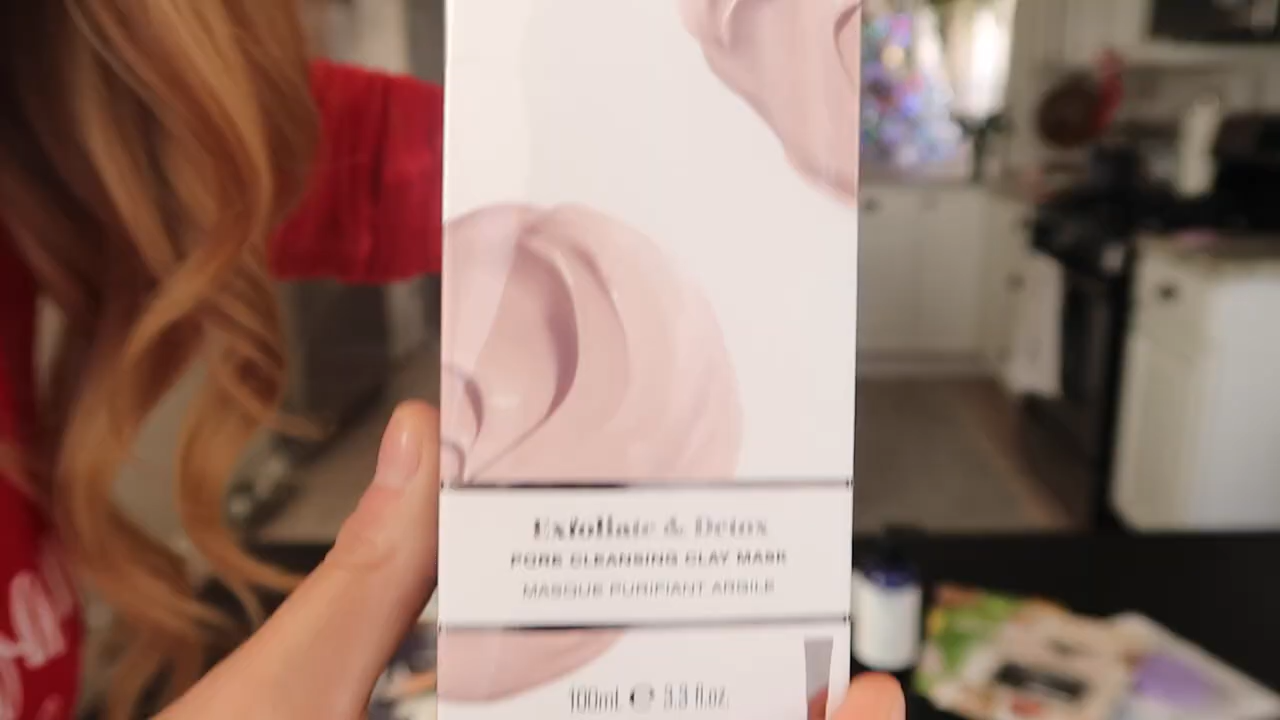 Exfoliate & Detox
PORE CLEANSING CLAY MASK
MASQUE PURIFIANT ARGILE
100mL ℮ 3.3 fl.oz.